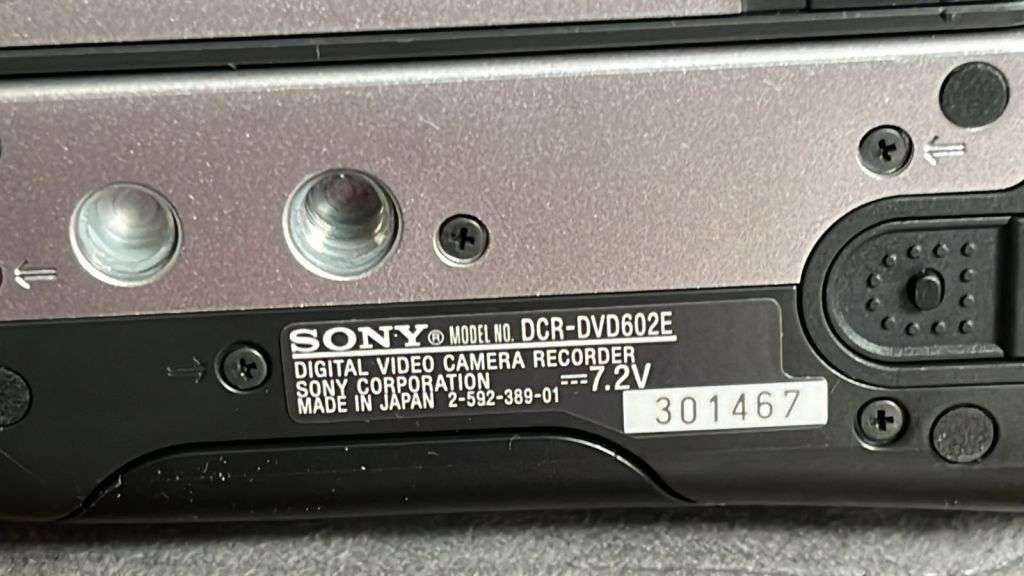 SONY® MODEL NO. DCR-DVD602E
DIGITAL VIDEO CAMERA RECORDER
SONY CORPORATION ⎓7.2V
MADE IN JAPAN 2-592-389-01
301467